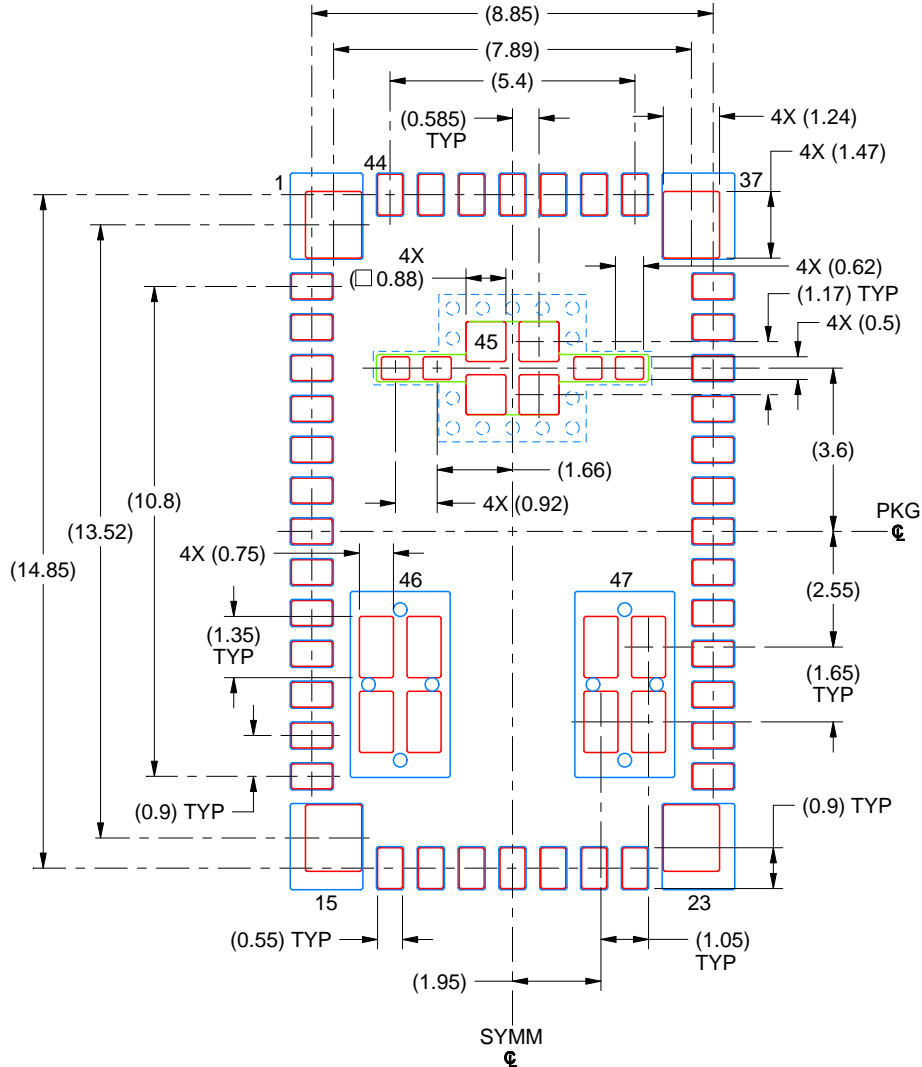 (8.85)
(7.89)
(5.4)
(0.585)
TYP
4X (1.24)
4X (1.47)
1
44
37
4X
(□ 0.88)
4X (0.62)
(1.17) TYP
4X (0.5)
45
(3.6)
(1.66)
4X (0.92)
(10.8)
(13.52)
(14.85)
PKG
℄
4X (0.75)
46
47
(2.55)
(1.35)
TYP
(1.65)
TYP
(0.9) TYP
(0.9) TYP
15
23
(0.55) TYP
(1.05)
TYP
(1.95)
SYMM
℄